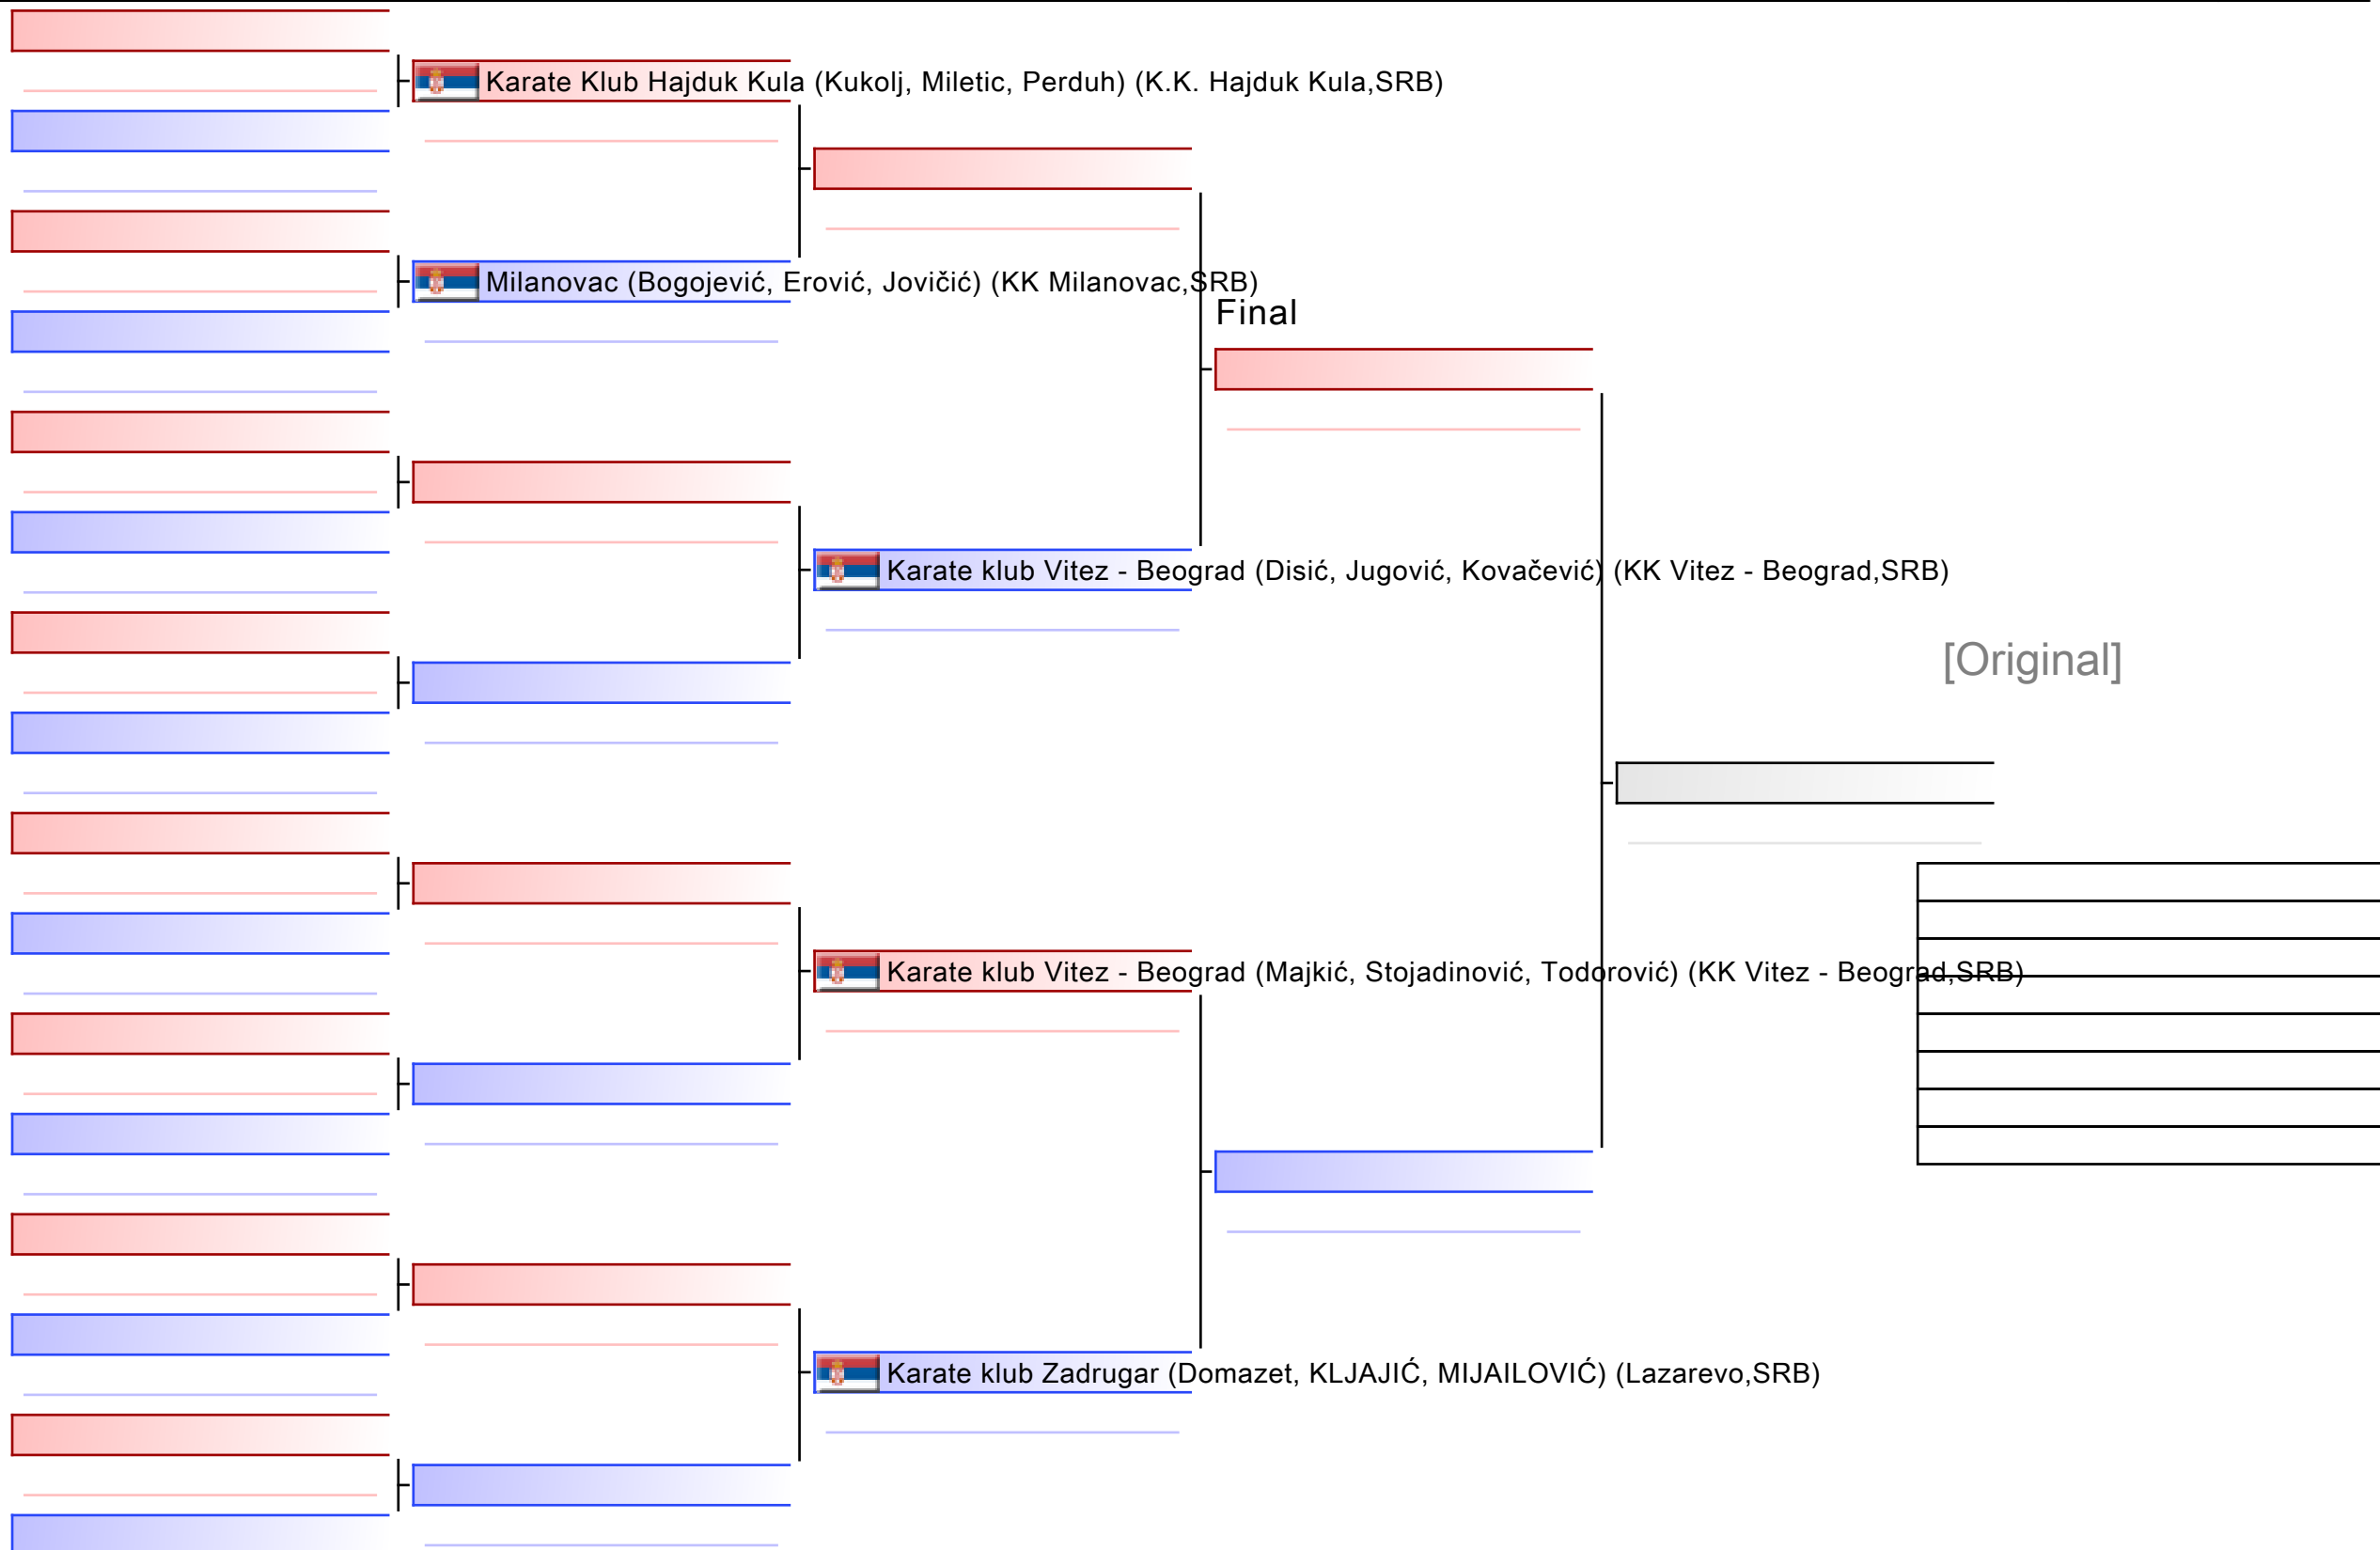 Karate Klub Hajduk Kula (Kukolj, Miletic, Perduh) (K.K. Hajduk Kula,SRB)
Milanovac (Bogojević, Erović, Jovičić) (KK Milanovac,SRB)
Final
Karate klub Vitez - Beograd (Disić, Jugović, Kovačević) (KK Vitez - Beograd,SRB)
[Original]
Karate klub Vitez - Beograd (Majkić, Stojadinović, Todorović) (KK Vitez - Beograd,SRB)
Karate klub Zadrugar (Domazet, KLJAJIĆ, MIJAILOVIĆ) (Lazarevo,SRB)